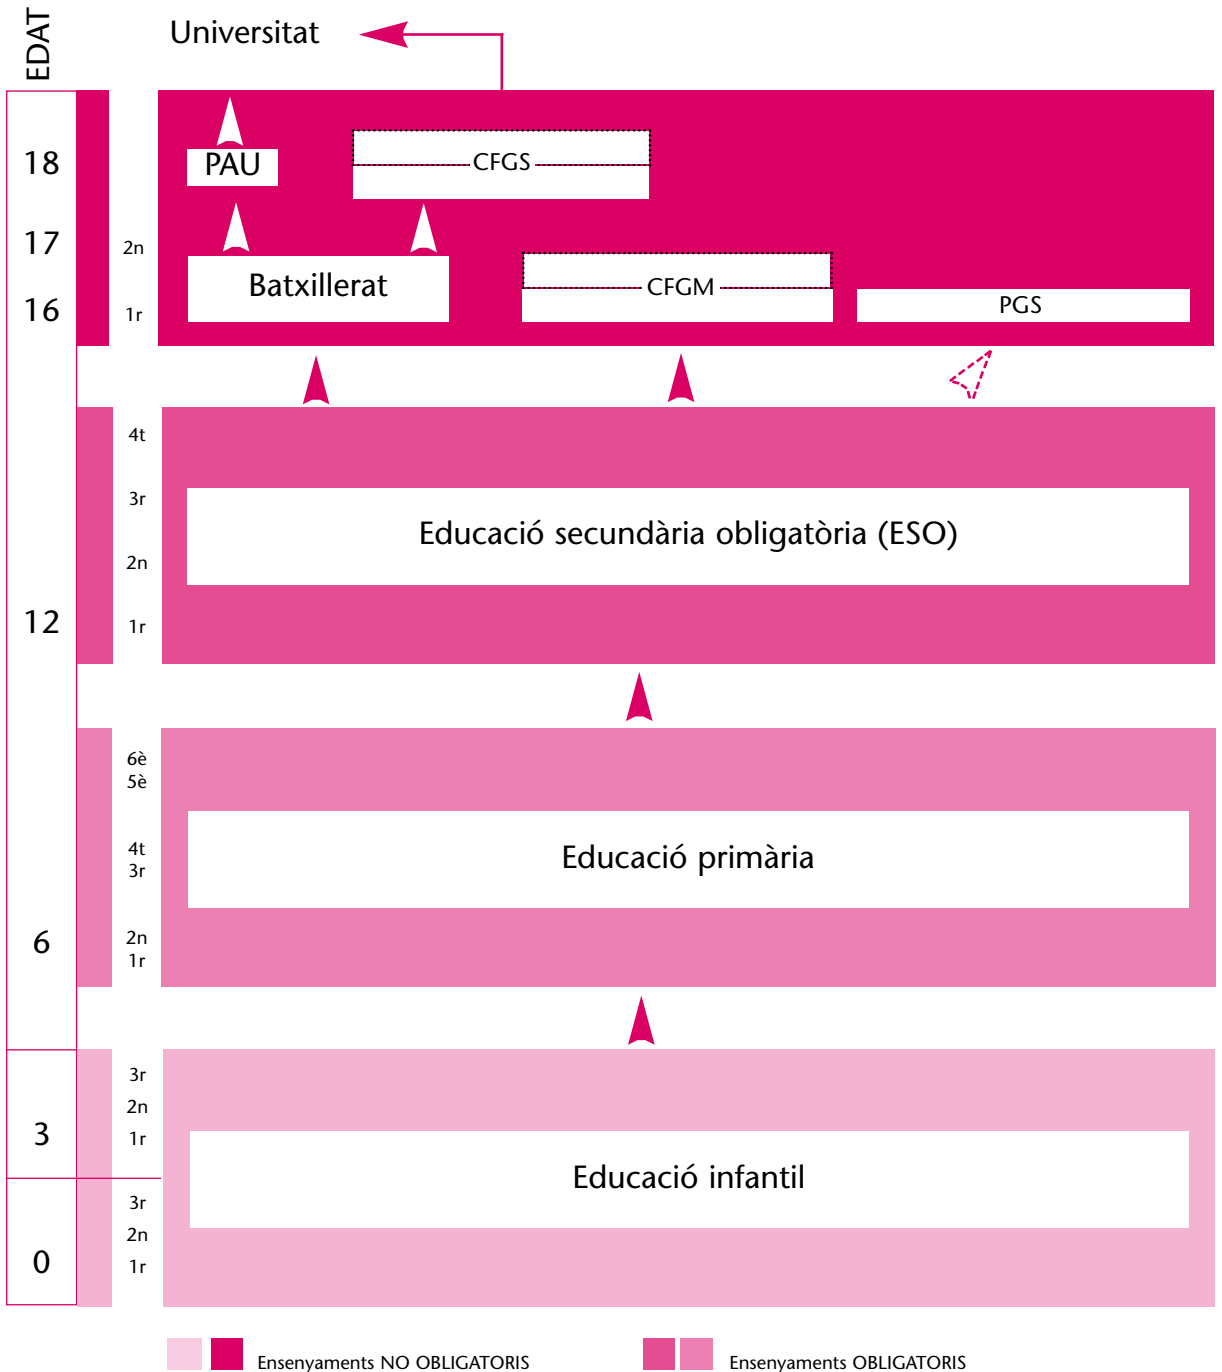 EDAT
Universitat
18
PAU
CFGS
17
2n
Batxillerat
CFGM
16
1r
PGS
4t
3r
Educació secundària obligatòria (ESO)
2n
12
1r
6è
5è
4t
3r
Educació primària
6
2n
1r
3r
2n
3
1r
Educació infantil
3r
2n
0
1r
Ensenyaments NO OBLIGATORIS
Ensenyaments OBLIGATORIS